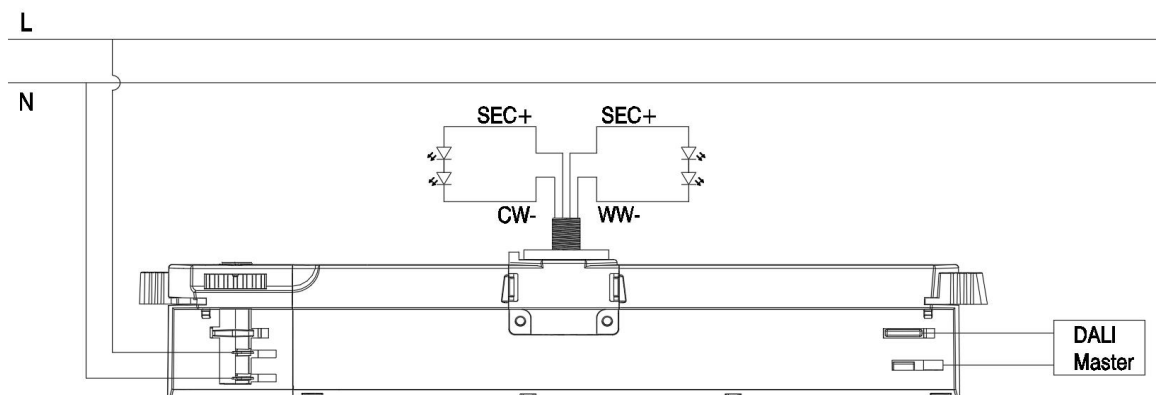 L
N
SEC+ SEC+
CW- WW-
DALI
Master